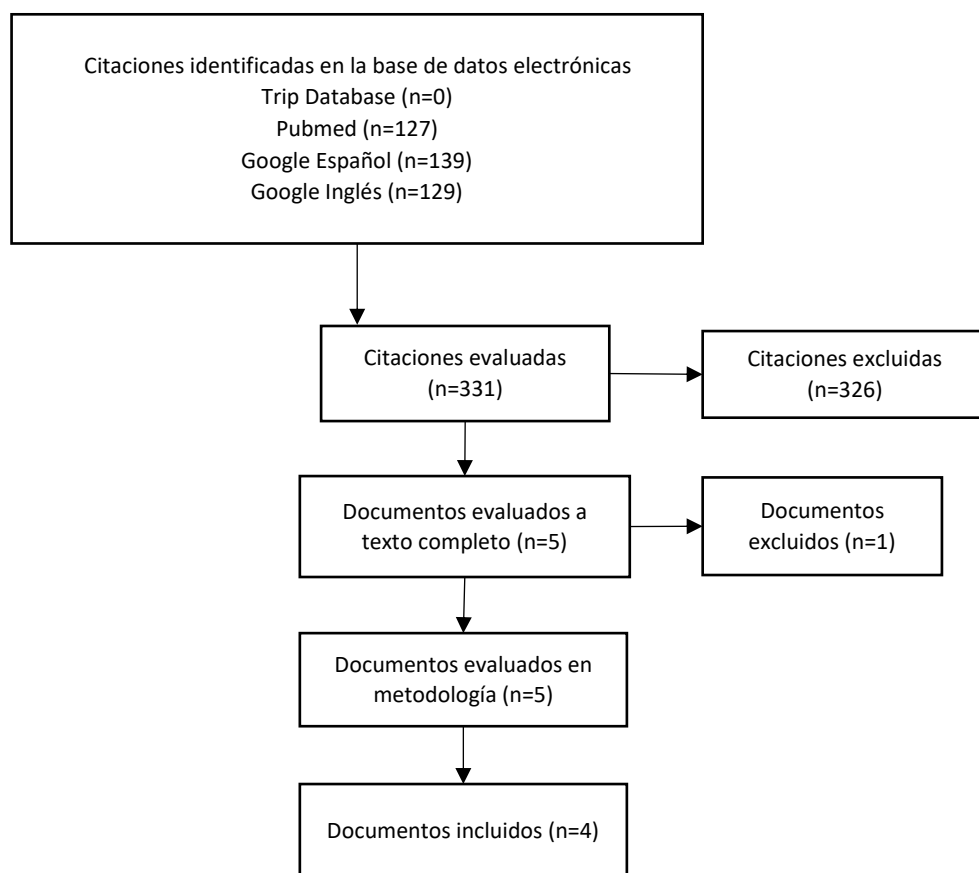 Citaciones identificadas en la base de datos electrónicas
Trip Database (n=0)
Pubmed (n=127)
Google Español (n=139)
Google Inglés (n=129)
Citaciones evaluadas
(n=331)
Citaciones excluidas
(n=326)
Documentos evaluados a
texto completo (n=5)
Documentos
excluidos (n=1)
Documentos evaluados en
metodología (n=5)
Documentos incluidos (n=4)